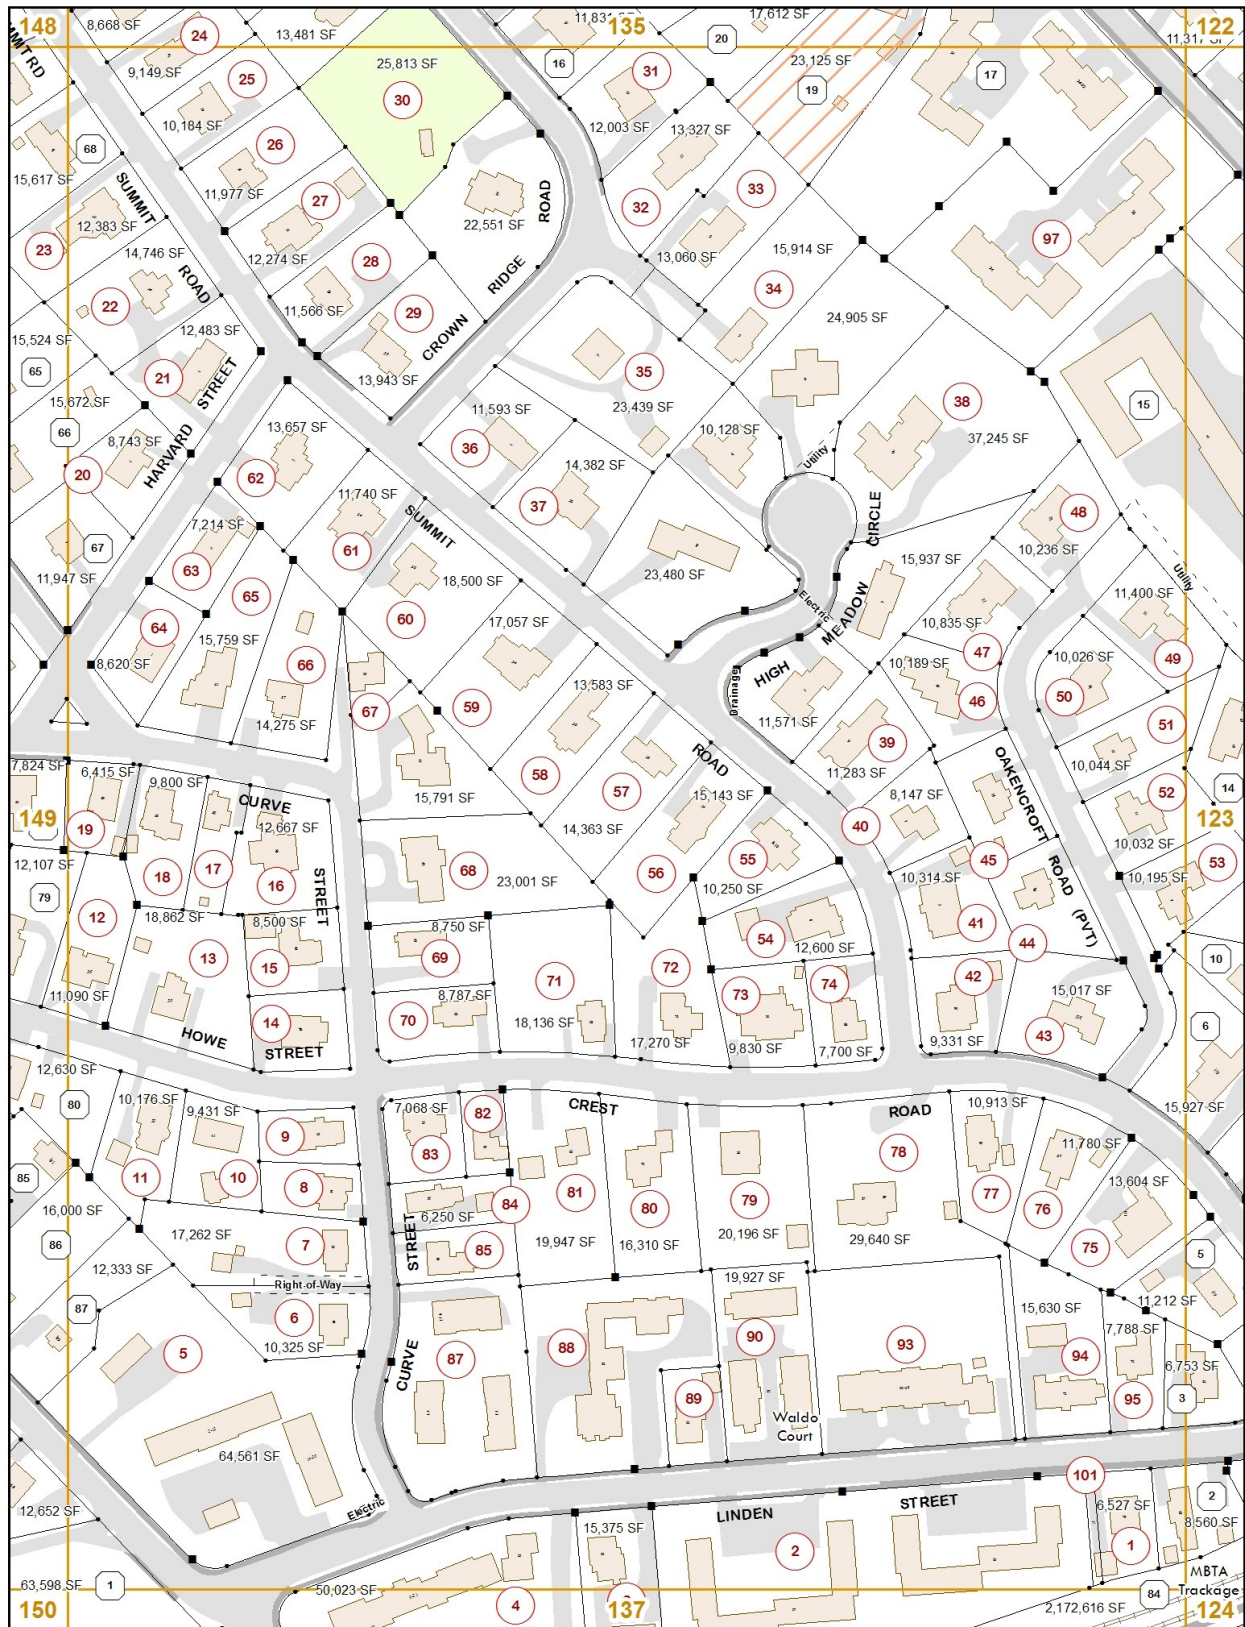 148
135
122
8,668 SF
24
13,481 SF
11,831 SF
17,612 SF
20
11,317 SF
MMIT RD
9,149 SF
25
25,813 SF
16
31
23,125 SF
17
30
19
10,184 SF
12,003 SF
13,327 SF
68
26
15,617 SF
11,977 SF
SUMMIT
27
ROAD
32
33
12,383 SF
22,551 SF
23
14,746 SF
12,274 SF
28
13,060 SF
15,914 SF
97
ROAD
RIDGE
22
11,566 SF
29
34
24,905 SF
15,524 SF
12,483 SF
CROWN
65
21
STREET
13,943 SF
35
15,672 SF
11,593 SF
23,439 SF
38
15
66
8,743 SF
HARVARD
13,657 SF
36
10,128 SF
37,245 SF
20
62
14,382 SF
Utility
11,740 SF
37
7,214 SF
SUMMIT
CIRCLE
48
67
61
10,236 SF
11,947 SF
63
18,500 SF
23,480 SF
15,937 SF
65
Utility
60
Electric
MEADOW
11,400 SF
64
17,057 SF
10,835 SF
15,759 SF
47
8,620 SF
66
10,189 SF
10,026 SF
49
HIGH
13,583 SF
Drainage
46
50
67
59
14,275 SF
11,571 SF
51
39
OAKENCROFT
7,824 SF
6,415 SF
9,800 SF
58
ROAD
11,283 SF
10,044 SF
CURVE
57
15,791 SF
15,143 SF
8,147 SF
52
14
149
123
19
12,667 SF
14,363 SF
40
10,032 SF
12,107 SF
18
17
16
68
56
55
45
53
79
STREET
23,001 SF
10,250 SF
10,314 SF
ROAD (PVT)
10,195 SF
12
18,862 SF
8,500 SF
8,750 SF
41
54
12,600 SF
13
15
69
71
72
44
10
11,090 SF
8,787 SF
73
74
42
15,017 SF
14
70
18,136 SF
6
HOWE
STREET
17,270 SF
9,830 SF
7,700 SF
9,331 SF
43
12,630 SF
80
10,176 SF
9,431 SF
7,068 SF
82
CREST
ROAD
10,913 SF
15,927 SF
9
83
11,780 SF
85
11
10
8
78
13,604 SF
84
81
80
79
77
76
16,000 SF
STREET
6,250 SF
86
17,262 SF
7
85
19,947 SF
16,310 SF
20,196 SF
29,640 SF
75
5
12,333 SF
Right-of-Way
19,927 SF
11,212 SF
87
6
15,630 SF
7,788 SF
5
10,325 SF
87
88
90
93
94
6,753 SF
CURVE
89
95
3
Waldo
Court
64,561 SF
101
12,652 SF
Electric
LINDEN
STREET
6,527 SF
2
15,375 SF
8,560 SF
2
1
63,598 SF
1
50,023 SF
MBTA
Trackage
84
150
4
137
2,172,616 SF
124